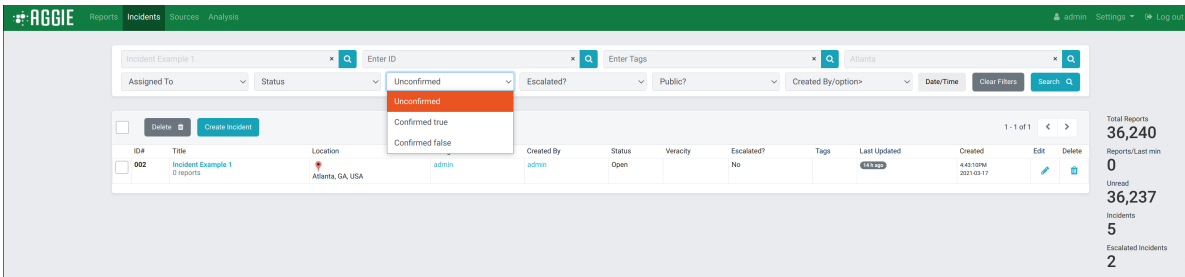 AGGIE Reports Incidents Sources Analysis admin Settings Log out
Incident Example 1 × Enter ID × Enter Tags × Atlanta ×
Assigned To Status Unconfirmed Escalated? Public? Created By/option> Date/Time Clear Filters Search
Unconfirmed
Confirmed true
Confirmed false
Delete Create Incident 1 - 1 of 1
ID# Title Location Created By Status Veracity Escalated? Tags Last Updated Created Edit Delete
002 Incident Example 1 admin admin Open No 14 h ago 4:43:10PM
0 reports Atlanta, GA, USA 2021-03-17
Total Reports
36,240
Reports/Last min
0
Unread
36,237
Incidents
5
Escalated Incidents
2